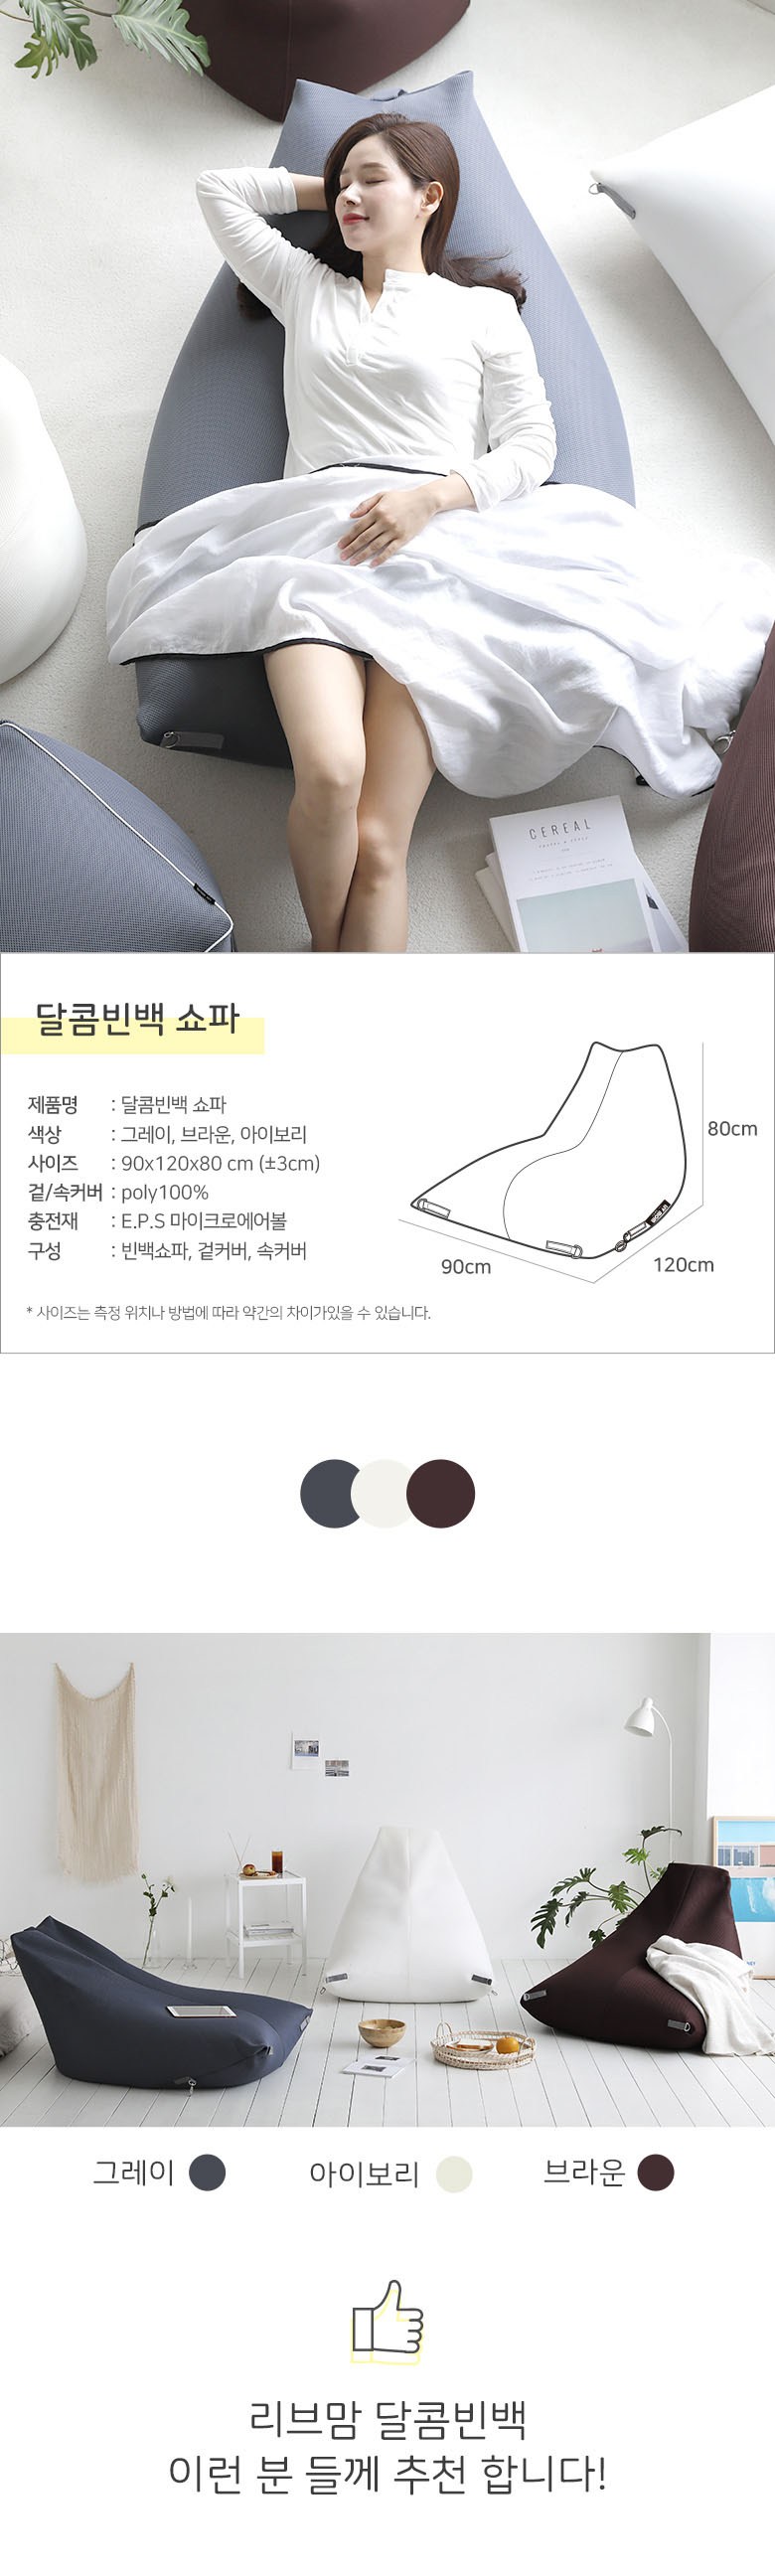 CEREAL
달콤빈백 쇼파
제품명 : 달콤빈백 쇼파
색상 : 그레이, 브라운, 아이보리
사이즈 : 90x120x80 cm (±3cm)
겉/속커버 : poly100%
충전재 : E.P.S 마이크로에어볼
구성 : 빈백쇼파, 겉커버, 속커버
80cm
90cm
120cm
* 사이즈는 측정 위치나 방법에 따라 약간의 차이가있을 수 있습니다.
그레이
아이보리
브라운
리브맘 달콤빈백
이런 분 들께 추천 합니다!